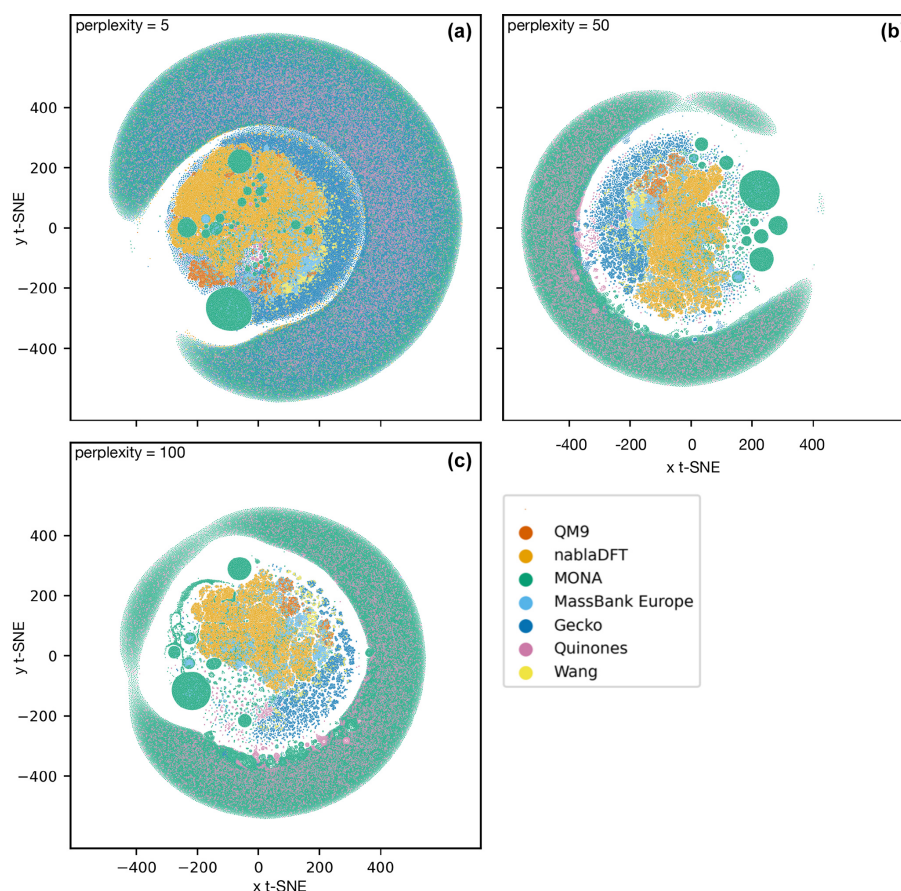 perplexity = 5
(a)
400
200
0
−200
−400
y t-SNE
perplexity = 50
(b)
-400
-200
0
200
400
x t-SNE
perplexity = 100
(c)
400
200
0
−200
−400
y t-SNE
−400
−200
0
200
400
x t-SNE
QM9
nablaDFT
MONA
MassBank Europe
Gecko
Quinones
Wang